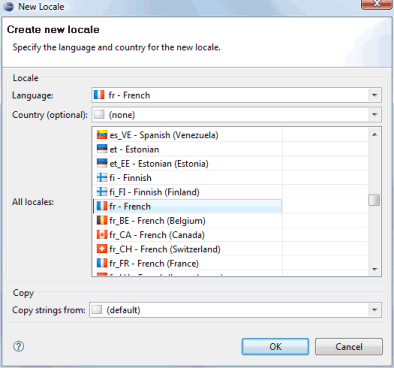 New Locale
Create new locale
Specify the language and country for the new locale.
Locale
Language: fr - French
Country (optional): (none)
All locales:
es_VE - Spanish (Venezuela)
et - Estonian
et_EE - Estonian (Estonia)
fi - Finnish
fi_FI - Finnish (Finland)
fr - French
fr_BE - French (Belgium)
fr_CA - French (Canada)
fr_CH - French (Switzerland)
fr_FR - French (France)
Copy
Copy strings from: (default)
OK Cancel